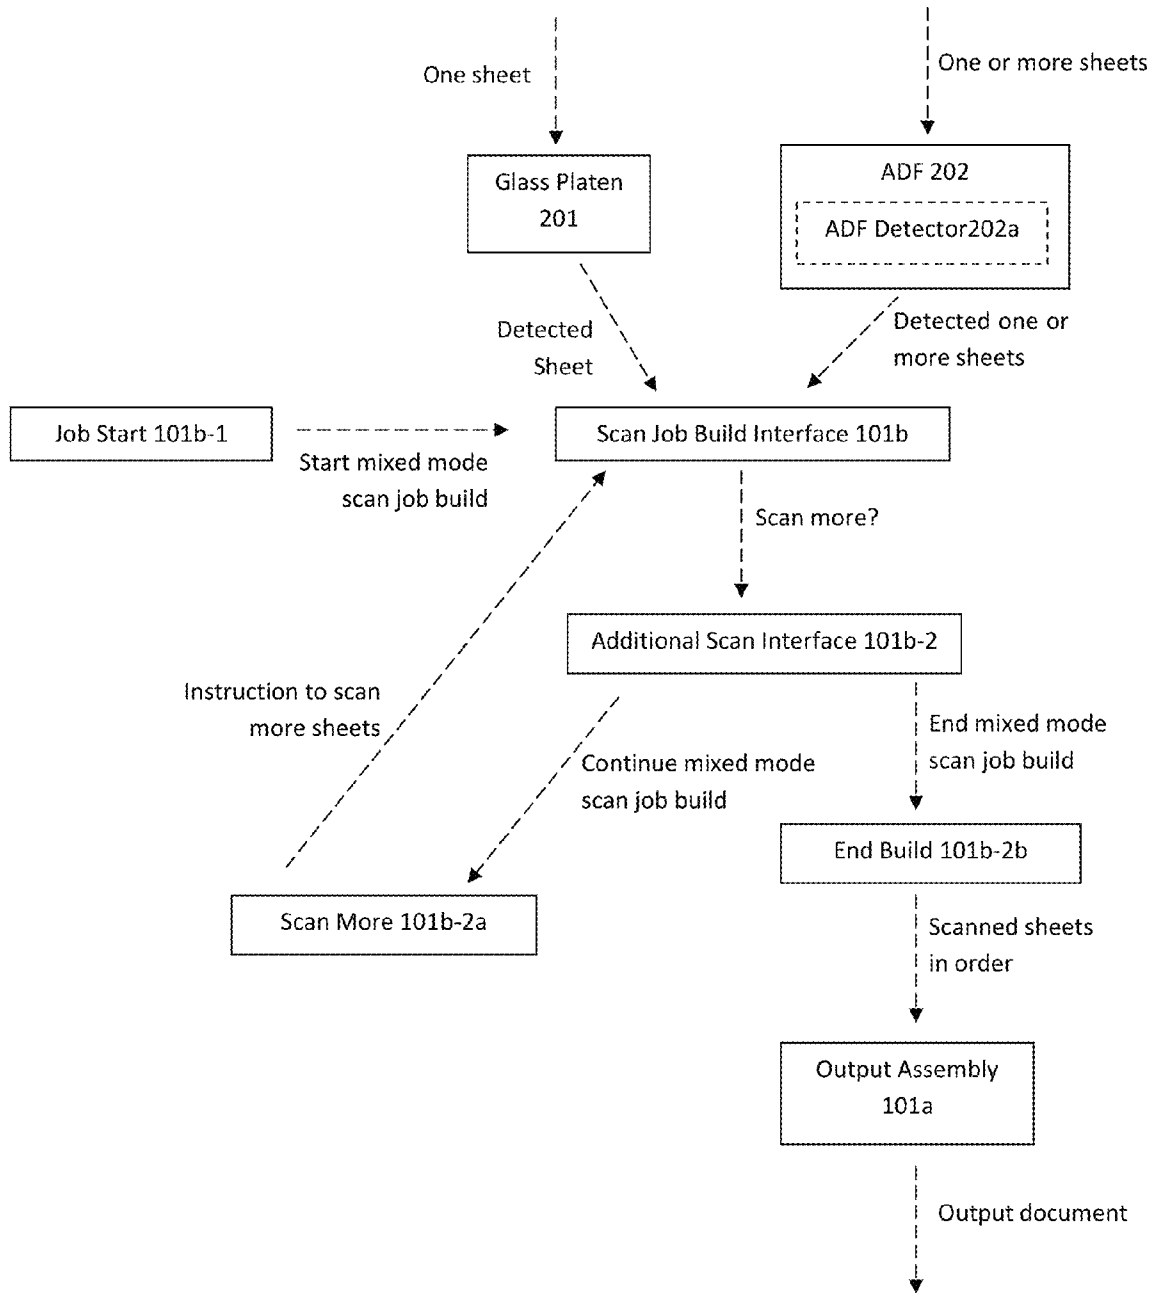 One sheet
One or more sheets
Glass Platen
201
ADF 202
ADF Detector202a
Detected
Sheet
Detected one or
more sheets
Job Start 101b-1
Start mixed mode
scan job build
Scan Job Build Interface 101b
Scan more?
Additional Scan Interface 101b-2
Instruction to scan
more sheets
Continue mixed mode
scan job build
End mixed mode
scan job build
End Build 101b-2b
Scan More 101b-2a
Scanned sheets
in order
Output Assembly
101a
Output document